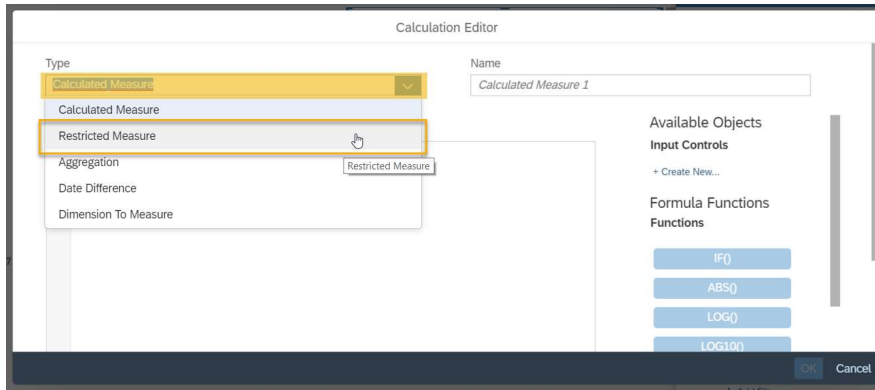 Calculation Editor
Type
Name
Calculated Measure
Calculated Measure 1
Calculated Measure
Restricted Measure
Aggregation
Restricted Measure
Date Difference
Dimension To Measure
Available Objects
Input Controls
+ Create New...
Formula Functions
Functions
IF()
ABS()
LOG()
LOG10()
OK
Cancel